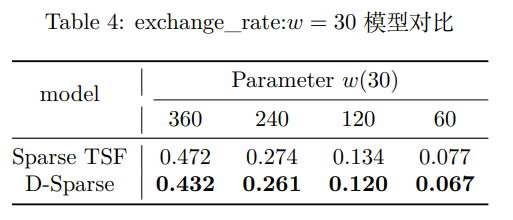 Table 4: exchange_rate:w = 30 模型对比
model
Parameter w(30)
360 240 120 60
Sparse TSF 0.472 0.274 0.134 0.077
D-Sparse 0.432 0.261 0.120 0.067